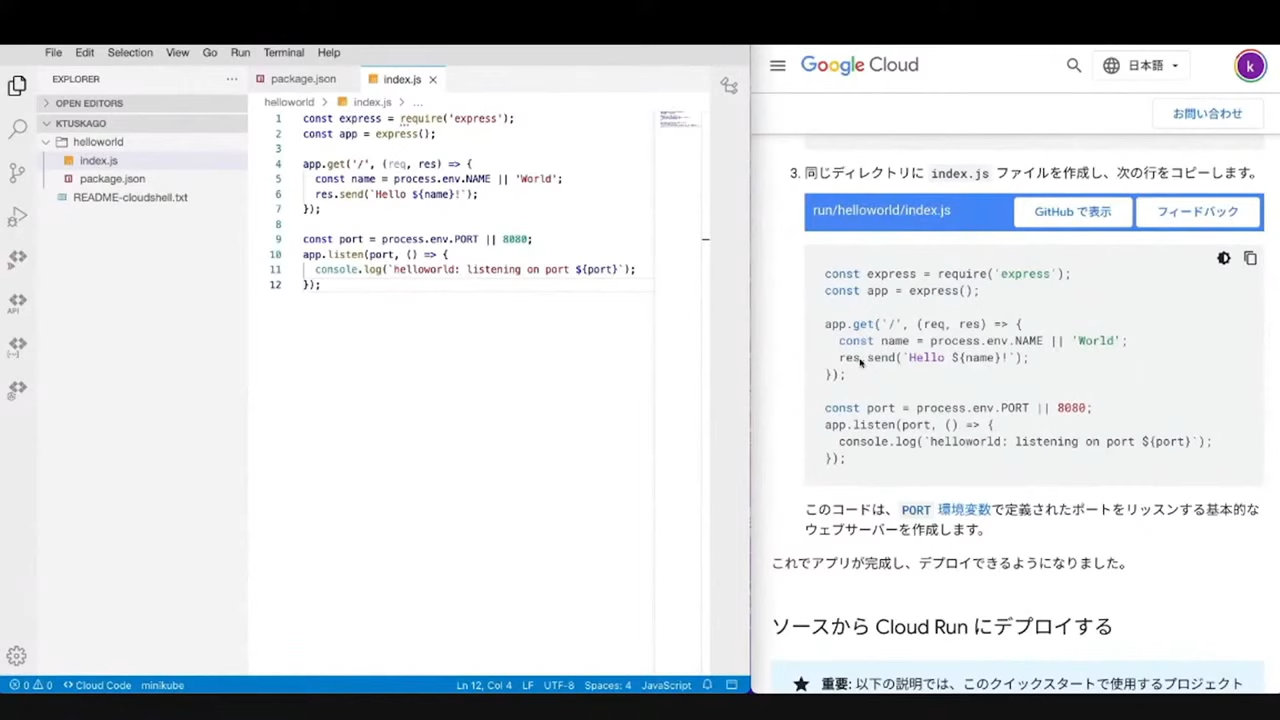 File Edit Selection View Go Run Terminal Help
EXPLORER
OPEN EDITORS
KTUSKAGO
helloworld
index.js
package.json
README-cloudshell.txt
package.json index.js
helloworld > index.js > ...
1 const express = require('express');
2 const app = express();
3
4 app.get('/', (req, res) => {
5 const name = process.env.NAME || 'World';
6 res.send(`Hello ${name}!`);
7 });
8
9 const port = process.env.PORT || 8080;
10 app.listen(port, () => {
11 console.log(`helloworld: listening on port ${port}`);
12 });
API
0 0 Cloud Code minikube Ln 12, Col 4 LF UTF-8 Spaces: 4 JavaScript
Google Cloud 日本語 k
お問い合わせ
3. 同じディレクトリに index.js ファイルを作成し、次の行をコピーします。
run/helloworld/index.js GitHub で表示 フィードバック
const express = require('express');
const app = express();
app.get('/', (req, res) => {
const name = process.env.NAME || 'World';
res.send(`Hello ${name}!`);
});
const port = process.env.PORT || 8080;
app.listen(port, () => {
console.log(`helloworld: listening on port ${port}`);
});
このコードは、PORT 環境変数で定義されたポートをリッスンする基本的な
ウェブサーバーを作成します。
これでアプリが完成し、デプロイできるようになりました。
ソースから Cloud Run にデプロイする
重要: 以下の説明では、このクイックスタートで使用するプロジェクト